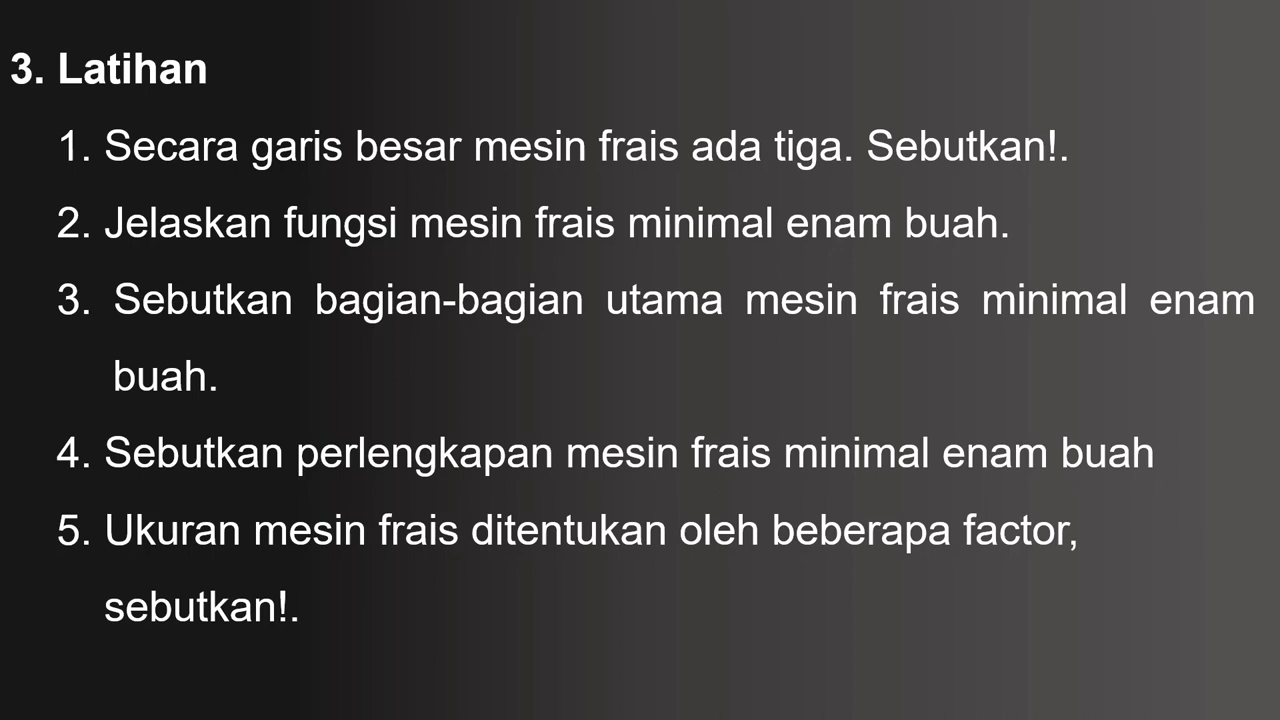 3. Latihan
1. Secara garis besar mesin frais ada tiga. Sebutkan!.
2. Jelaskan fungsi mesin frais minimal enam buah.
3. Sebutkan bagian-bagian utama mesin frais minimal enam
buah.
4. Sebutkan perlengkapan mesin frais minimal enam buah
5. Ukuran mesin frais ditentukan oleh beberapa factor,
sebutkan!.